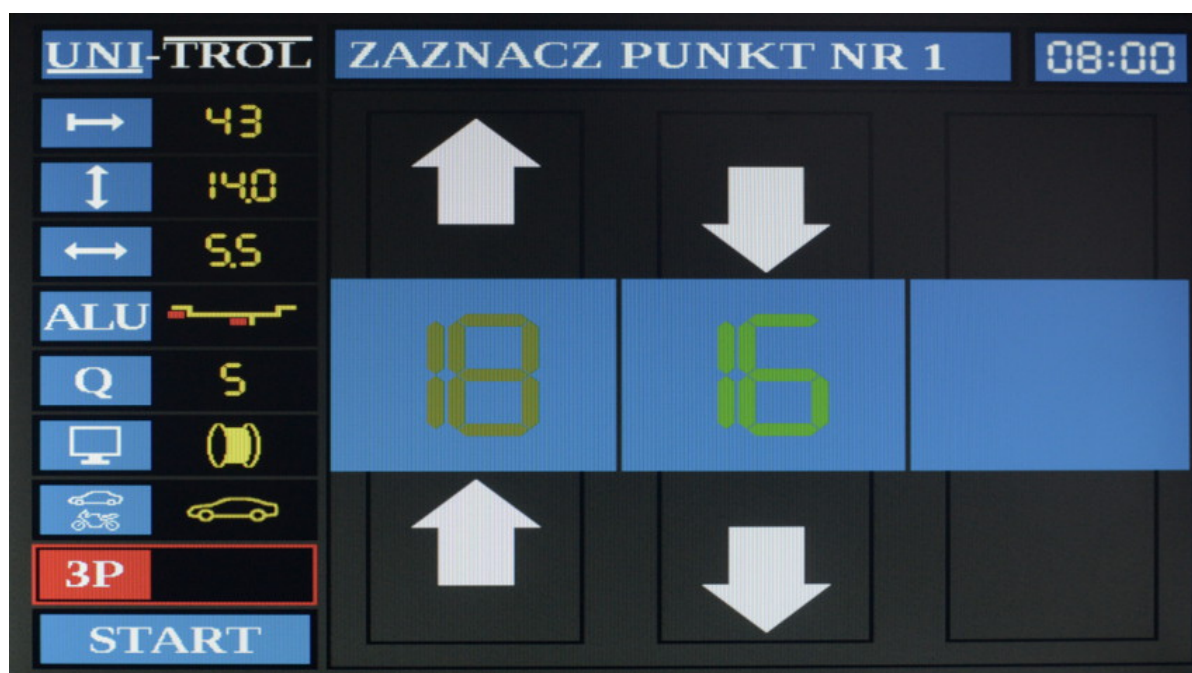 UNI-TROL
ZAZNACZ PUNKT NR 1
08:00
43
14.0
5.5
ALU
Q
5
3P
START
18
16